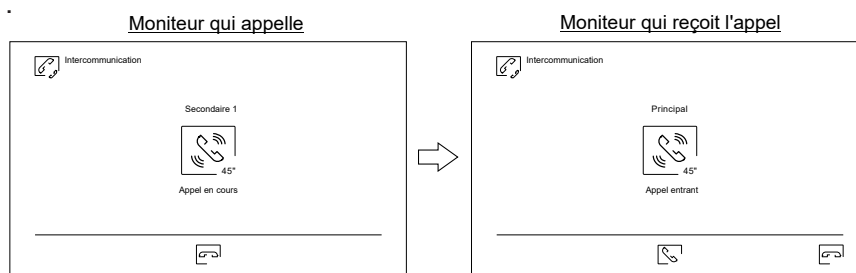 .
Moniteur qui appelle
Intercommunication
Secondaire 1
45"
Appel en cours
Moniteur qui reçoit l'appel
Intercommunication
Principal
45"
Appel entrant